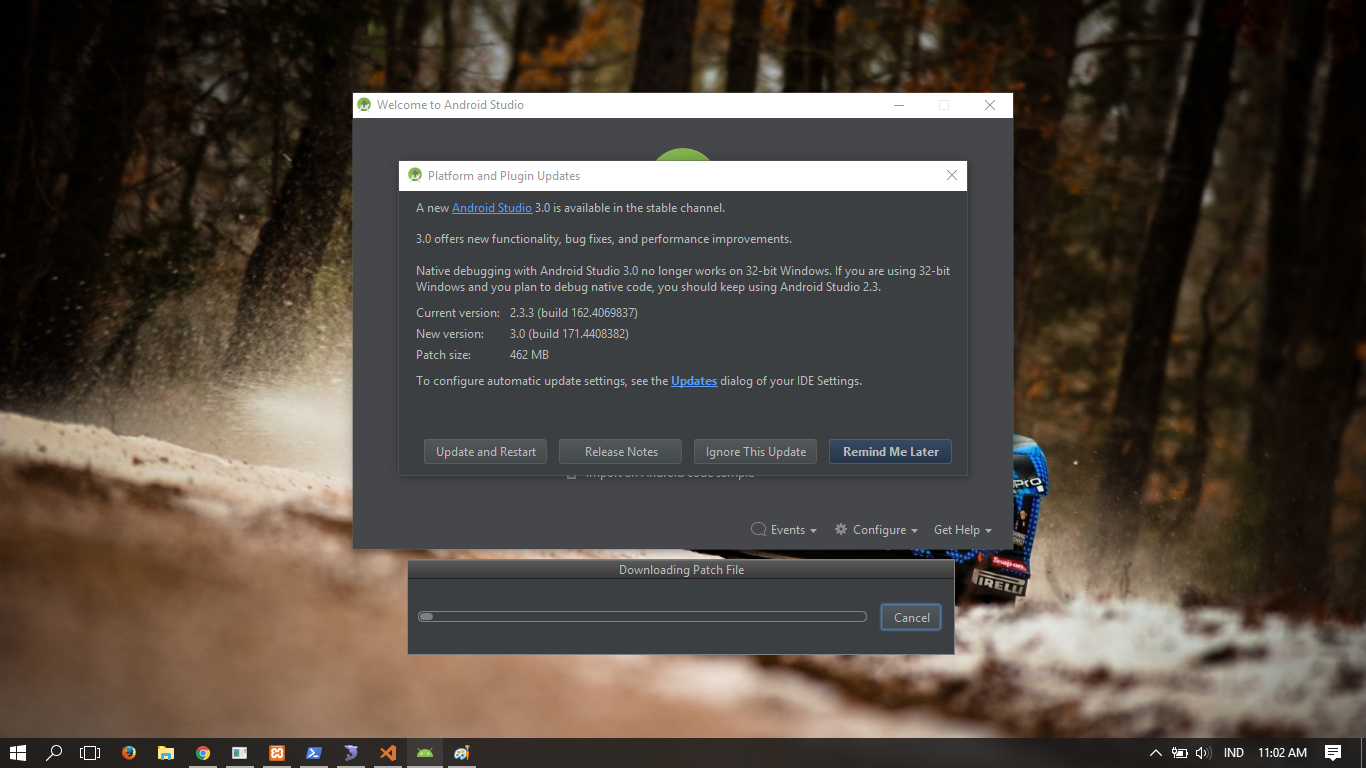 Welcome to Android Studio
Platform and Plugin Updates
A new Android Studio 3.0 is available in the stable channel.
3.0 offers new functionality, bug fixes, and performance improvements.
Native debugging with Android Studio 3.0 no longer works on 32-bit Windows. If you are using 32-bit
Windows and you plan to debug native code, you should keep using Android Studio 2.3.
Current version: 2.3.3 (build 162.4069837)
New version: 3.0 (build 171.4408382)
Patch size: 462 MB
To configure automatic update settings, see the Updates dialog of your IDE Settings.
Update and Restart Release Notes Ignore This Update Remind Me Later
Import an Android code sample
Pro
Events Configure Get Help
Snap-on
PIRELLI
Downloading Patch File
Cancel
IND 11:02 AM